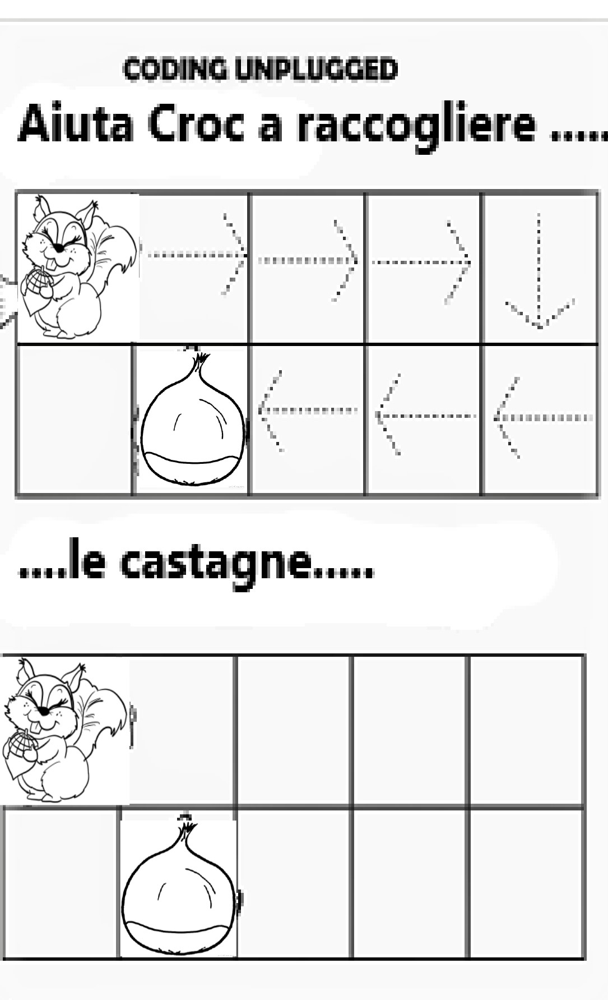 CODING UNPLUGGED
Aiuta Croc a raccogliere .....
....le castagne.....